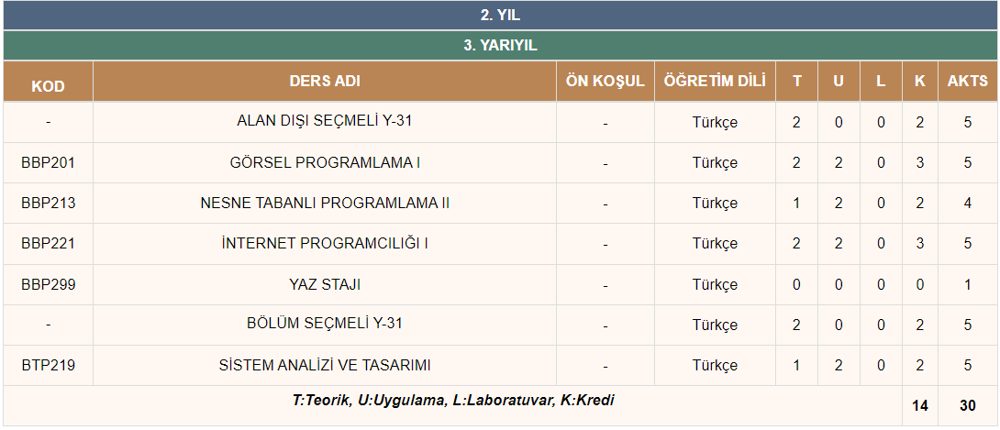 2. YIL
3. YARIYIL
KOD DERS ADI ÖN KOŞUL ÖĞRETİM DİLİ T U L K AKTS
- ALAN DIŞI SEÇMELİ Y-31 - Türkçe 2 0 0 2 5
BBP201 GÖRSEL PROGRAMLAMA I - Türkçe 2 2 0 3 5
BBP213 NESNE TABANLI PROGRAMLAMA II - Türkçe 1 2 0 2 4
BBP221 İNTERNET PROGRAMCILIĞI I - Türkçe 2 2 0 3 5
BBP299 YAZ STAJI - Türkçe 0 0 0 0 1
- BÖLÜM SEÇMELİ Y-31 - Türkçe 2 0 0 2 5
BTP219 SİSTEM ANALİZİ VE TASARIMI - Türkçe 1 2 0 2 5
T:Teorik, U:Uygulama, L:Laboratuvar, K:Kredi 14 30